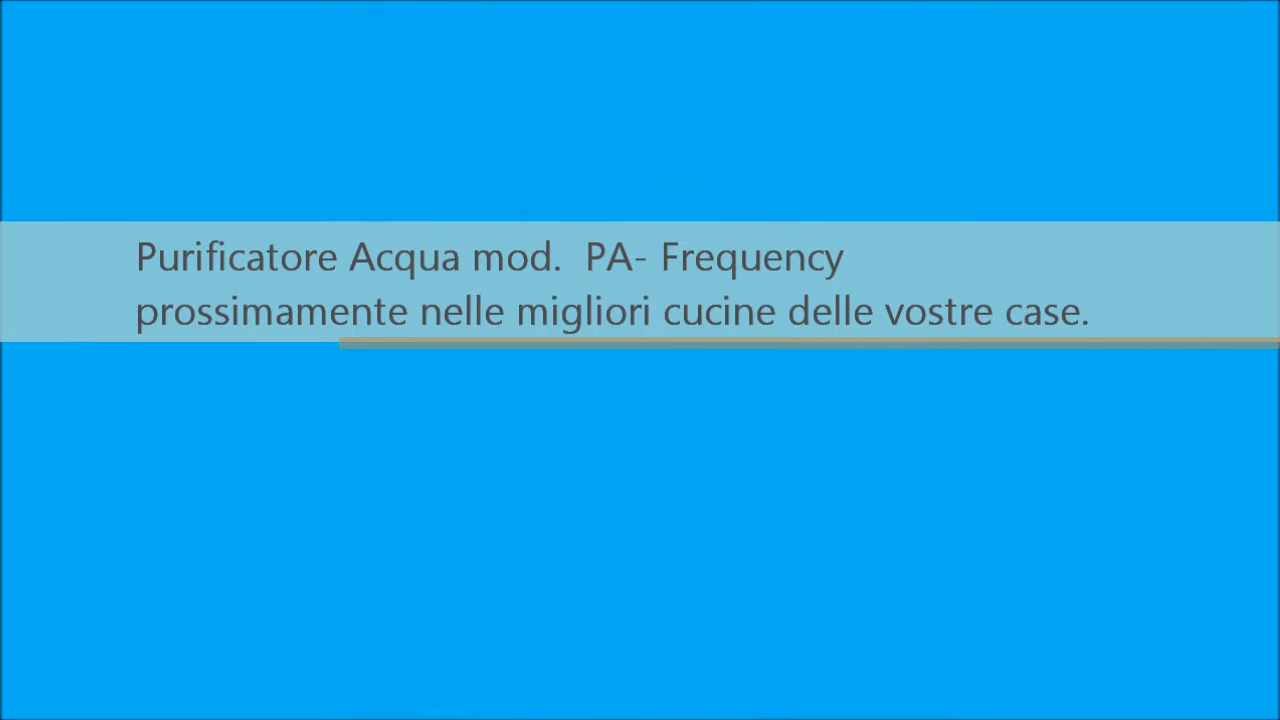 Purificatore Acqua mod.  PA- Frequency
prossimamente nelle migliori cucine delle vostre case.